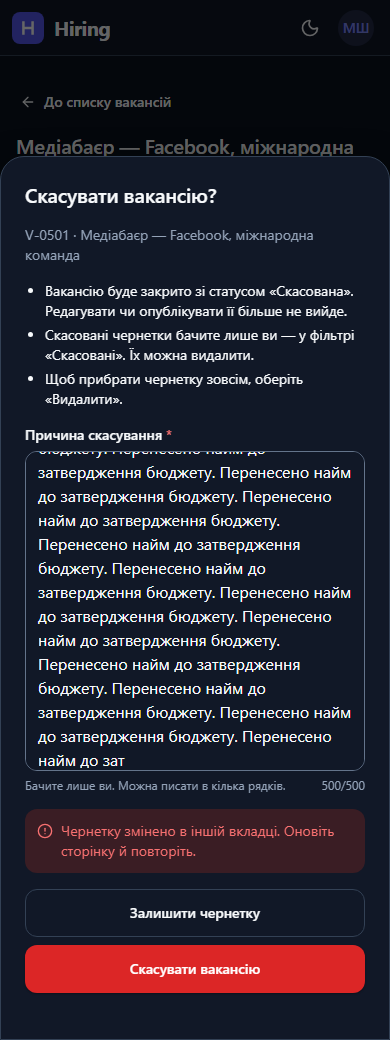 H Hiring МШ
До списку вакансій
Медіабаєр — Facebook, міжнародна
Скасувати вакансію?
V-0501 · Медіабаєр — Facebook, міжнародна
команда
• Вакансію буде закрито зі статусом «Скасована».
Редагувати чи опублікувати її більше не вийде.
• Скасовані чернетки бачите лише ви — у фільтрі
«Скасовані». Їх можна видалити.
• Щоб прибрати чернетку зовсім, оберіть
«Видалити».
Причина скасування *
бюджету. Перенесено найм до
затвердження бюджету. Перенесено найм
до затвердження бюджету. Перенесено
найм до затвердження бюджету.
Перенесено найм до затвердження
бюджету. Перенесено найм до
затвердження бюджету. Перенесено найм
до затвердження бюджету. Перенесено
найм до затвердження бюджету.
Перенесено найм до затвердження
бюджету. Перенесено найм до
затвердження бюджету. Перенесено найм
до затвердження бюджету. Перенесено
найм до зат
Бачите лише ви. Можна писати в кілька рядків. 500/500
Чернетку змінено в іншій вкладці. Оновіть
сторінку й повторіть.
Залишити чернетку
Скасувати вакансію